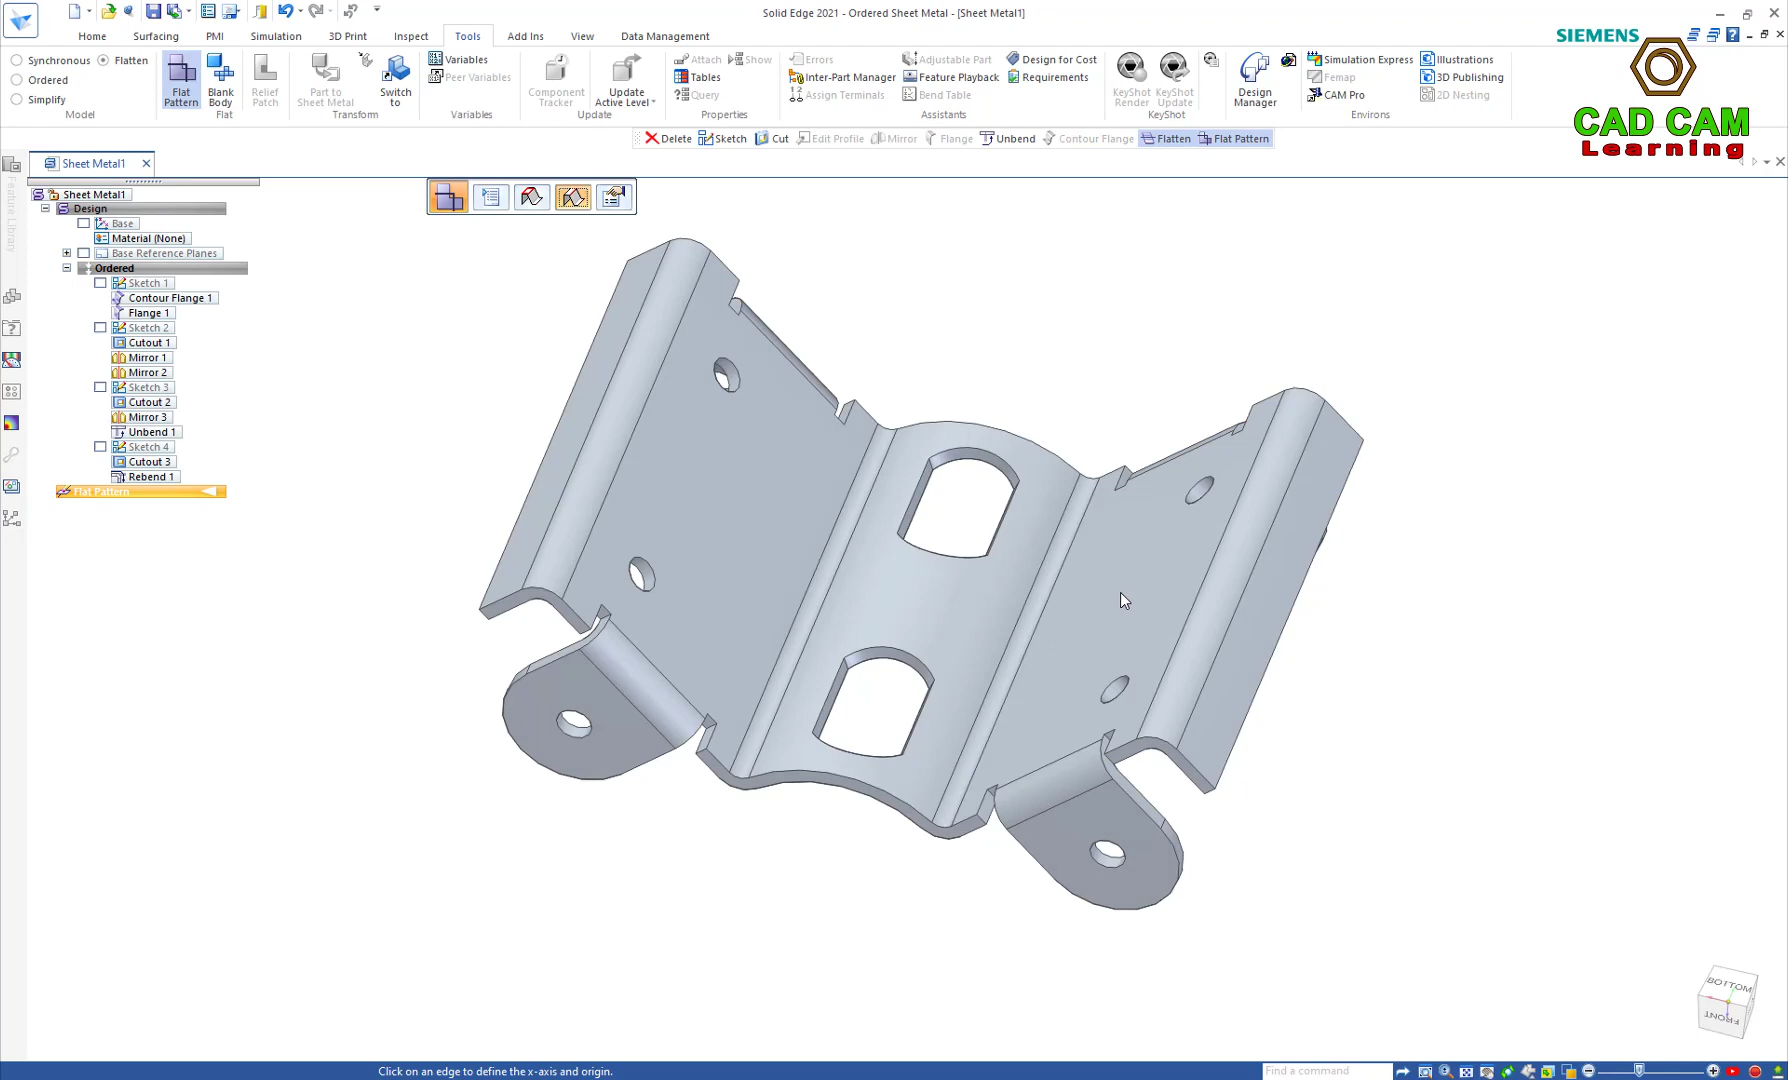 Solid Edge 2021 - Ordered Sheet Metal - [Sheet Metal1]
Home Surfacing PMI Simulation 3D Print Inspect Tools Add Ins View Data Management
SIEMENS
CAD CAM
Learning
Synchronous Flatten
Ordered
Simplify
Model
Flat
Pattern
Blank
Body
Relief
Patch
Flat
Part to
Sheet Metal
Switch
to
Transform
Variables
Peer Variables
Variables
Component
Tracker
Update
Active Level
Update
Attach Show
Tables
Query
Properties
Errors
Inter-Part Manager
Assign Terminals
Adjustable Part
Feature Playback
Bend Table
Assistants
Design for Cost
Requirements
KeyShot
Render
KeyShot
Update
KeyShot
Design
Manager
Simulation Express
Femap
CAM Pro
Illustrations
3D Publishing
2D Nesting
Environs
Delete Sketch Cut Edit Profile Mirror Flange Unbend Contour Flange Flatten Flat Pattern
Sheet Metal1
Feature Library
Sheet Metal1
Design
Base
Material (None)
Base Reference Planes
Ordered
Sketch 1
Contour Flange 1
Flange 1
Sketch 2
Cutout 1
Mirror 1
Mirror 2
Sketch 3
Cutout 2
Mirror 3
Unbend 1
Sketch 4
Cutout 3
Rebend 1
Flat Pattern
BOTTOM
FRONT
Click on an edge to define the x-axis and origin.
Find a command